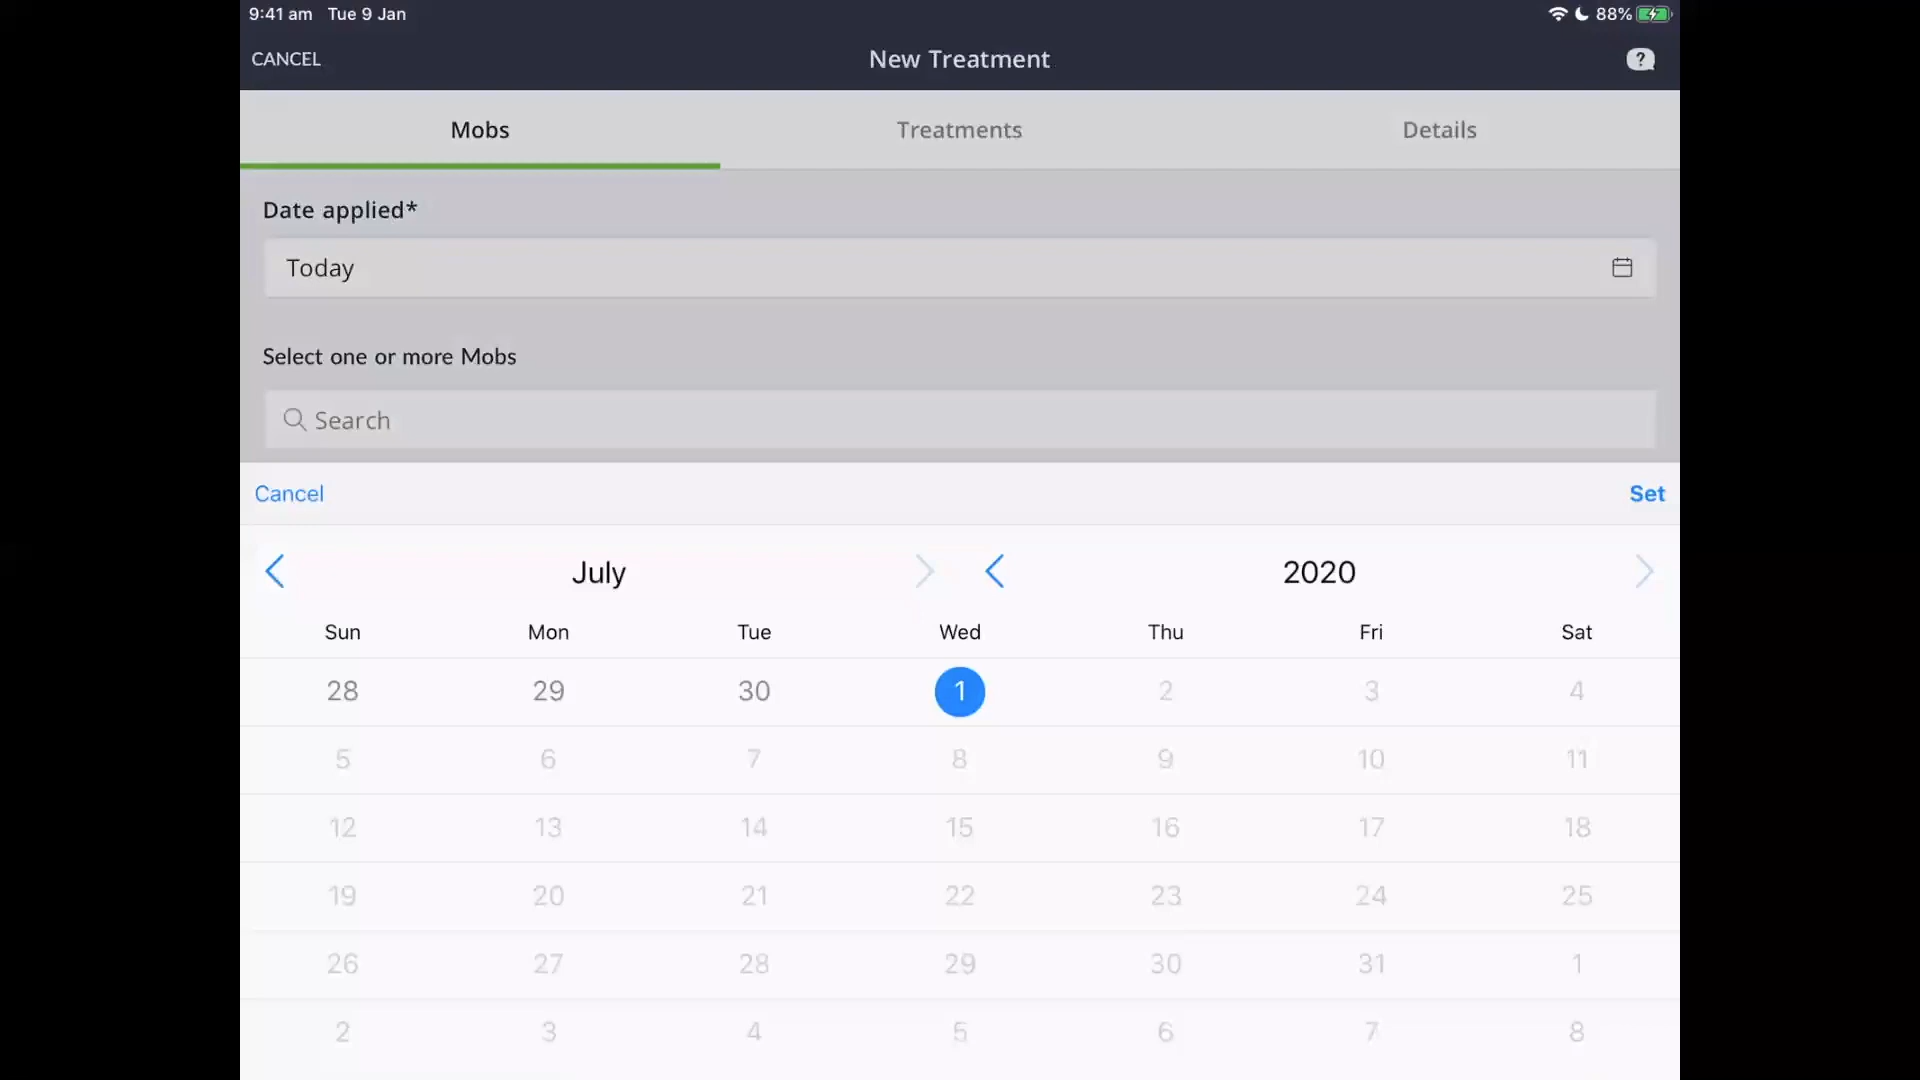 9:41 am Tue 9 Jan 88%
CANCEL New Treatment ?
Mobs Treatments Details
Date applied*
Today
Select one or more Mobs
Search
Cancel Set
July 2020
Sun Mon Tue Wed Thu Fri Sat
28 29 30 1 2 3 4
5 6 7 8 9 10 11
12 13 14 15 16 17 18
19 20 21 22 23 24 25
26 27 28 29 30 31 1
2 3 4 5 6 7 8